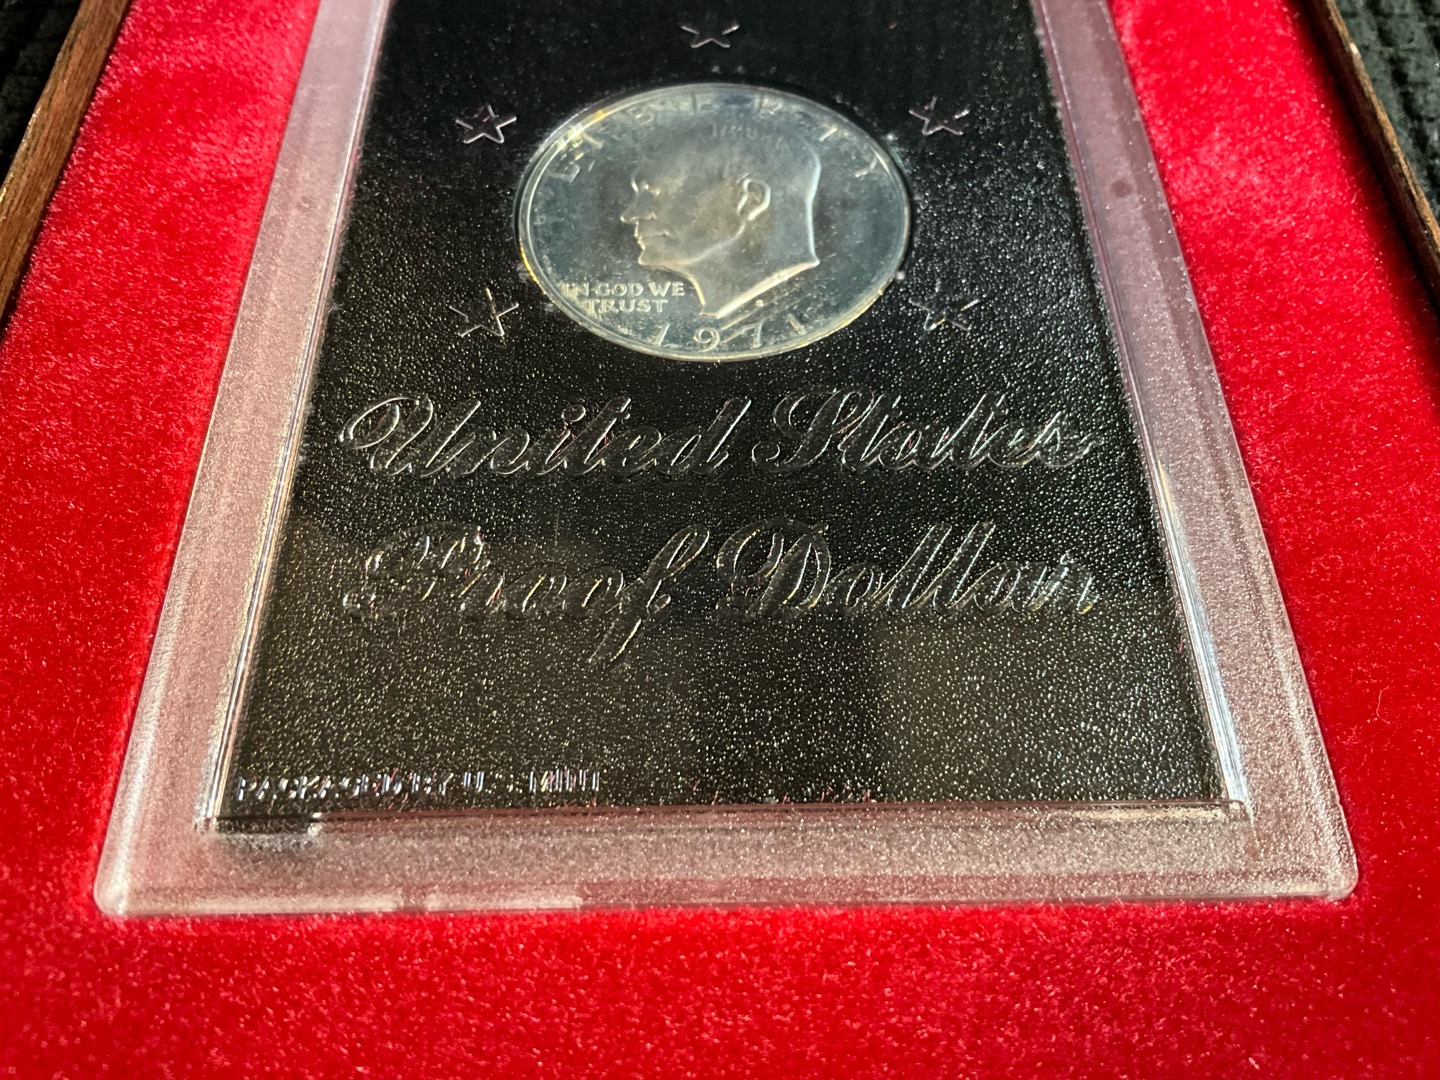 LIBERTY
IN GOD WE
TRUST
1971
United States
Proof Dollar
PACKAGED BY U.S. MINT